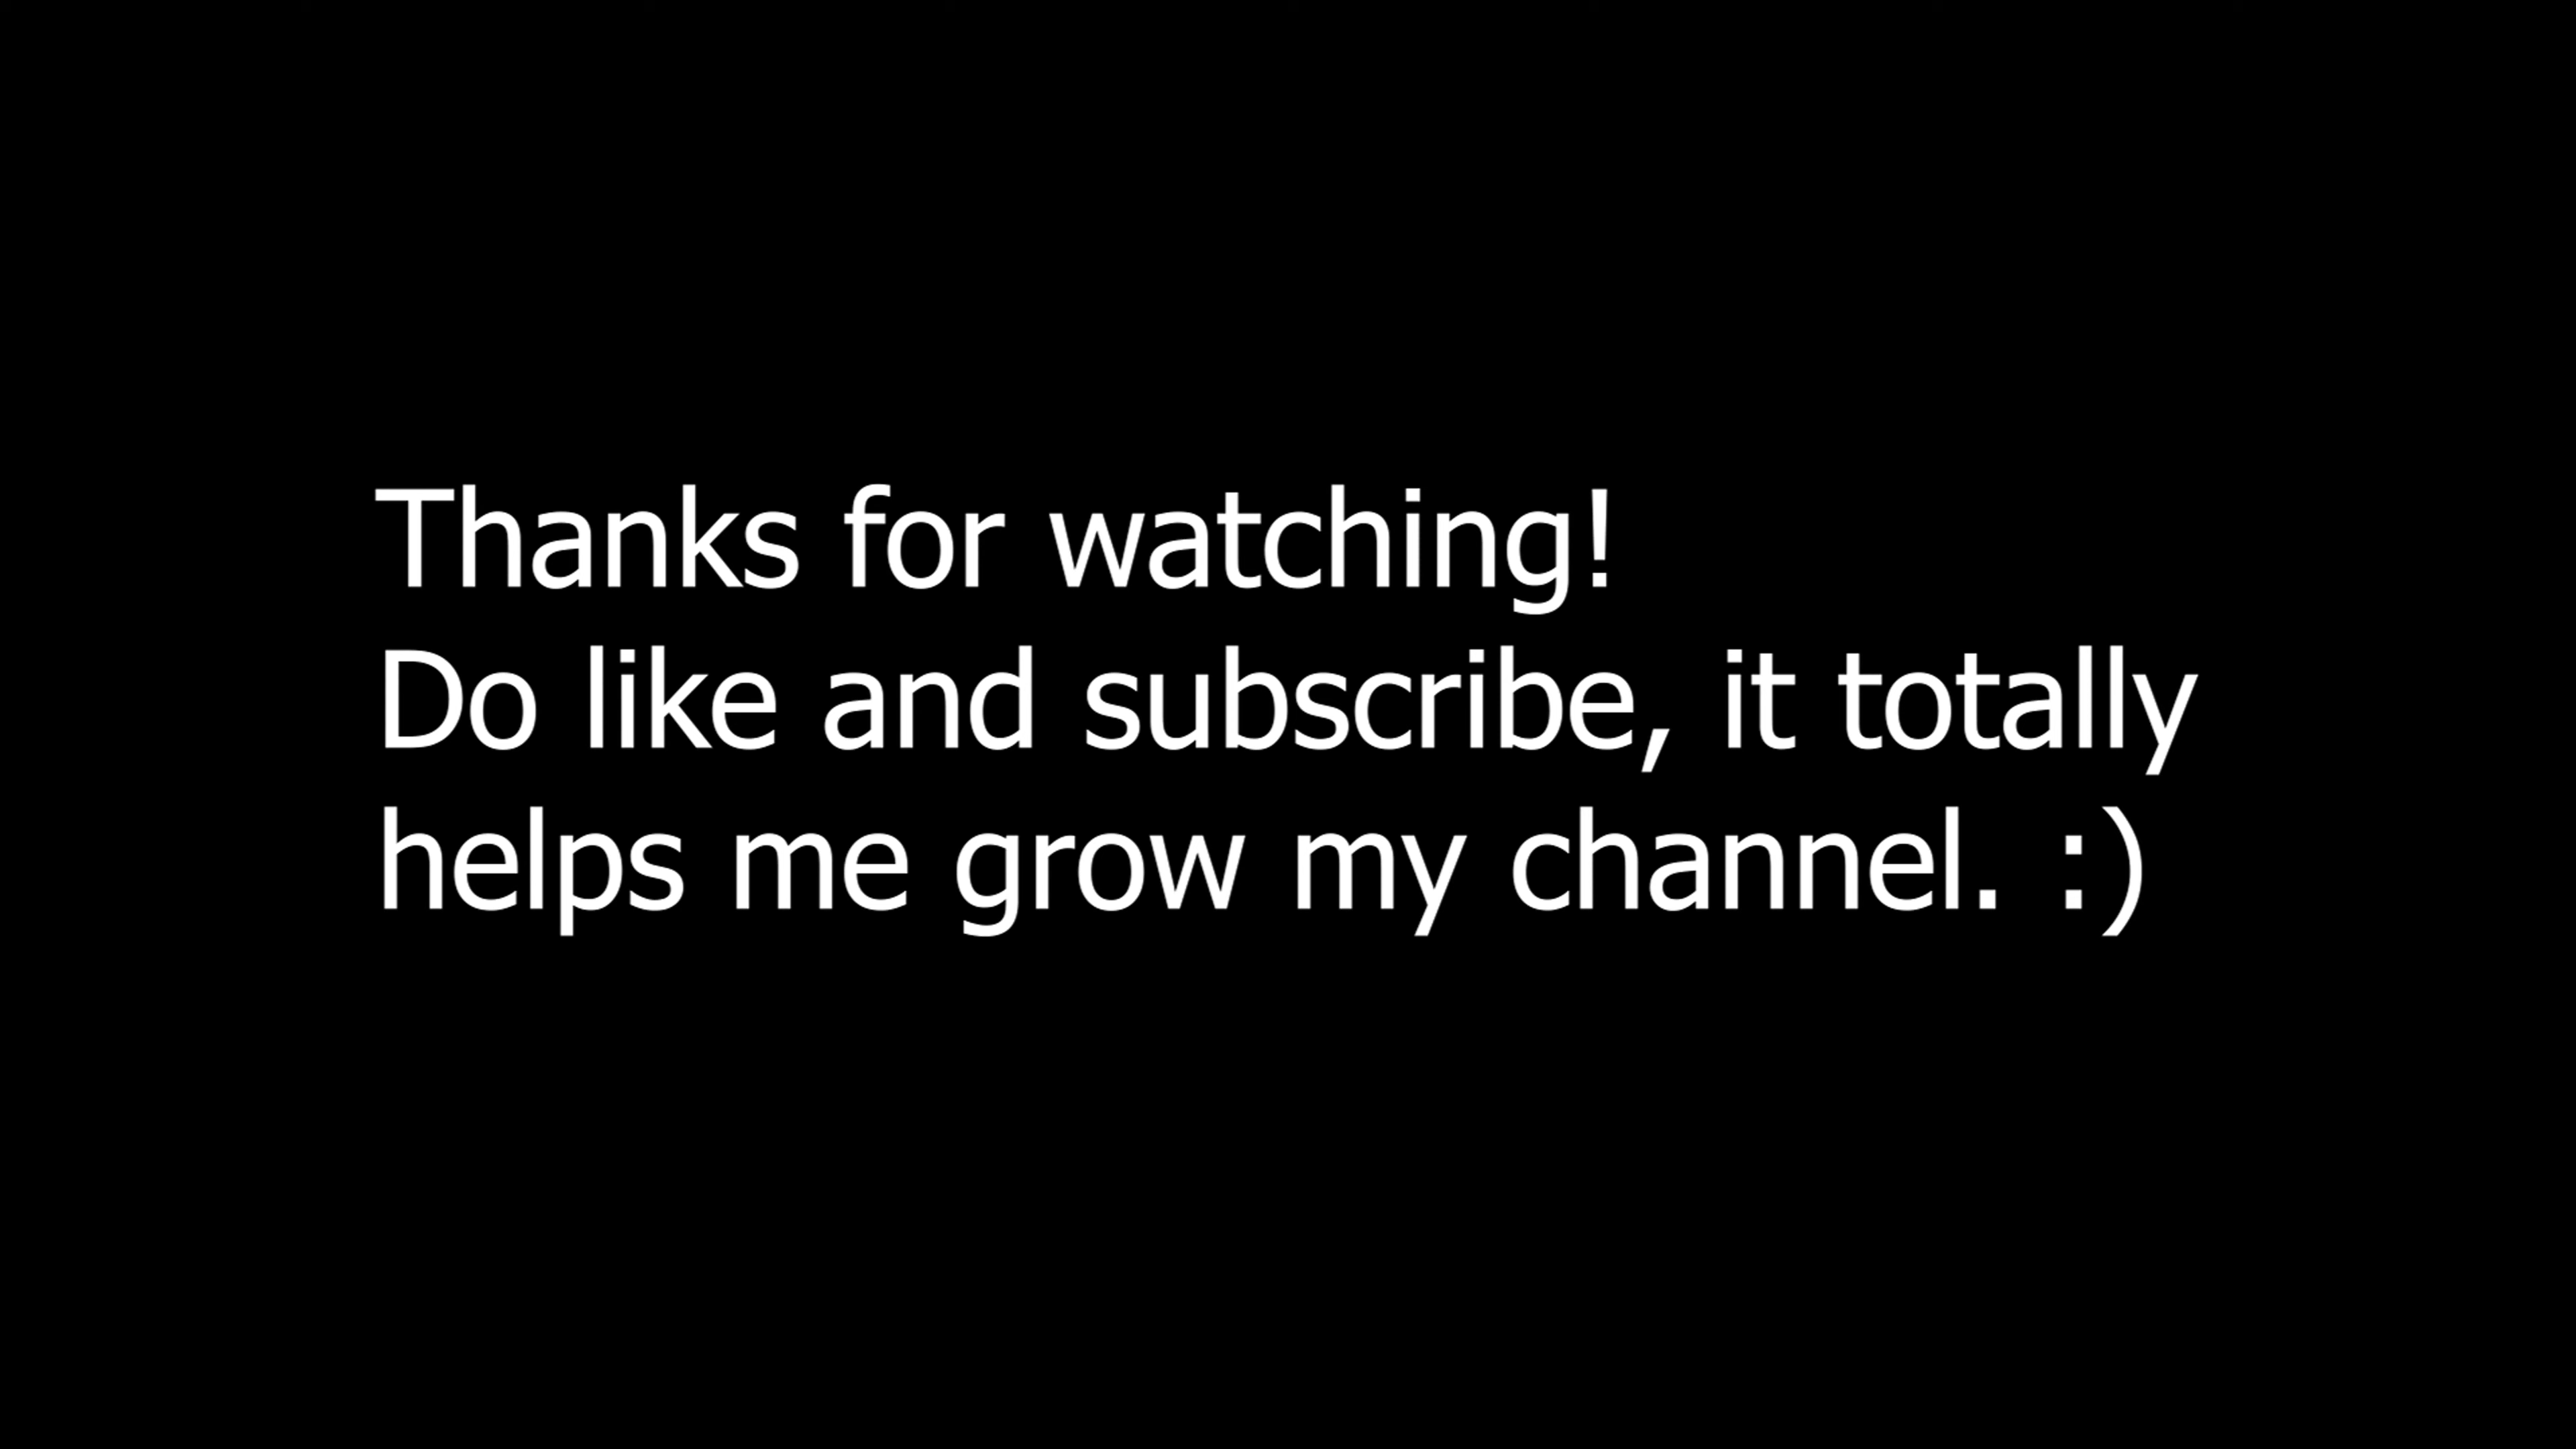 Thanks for watching!
Do like and subscribe, it totally
helps me grow my channel. :)